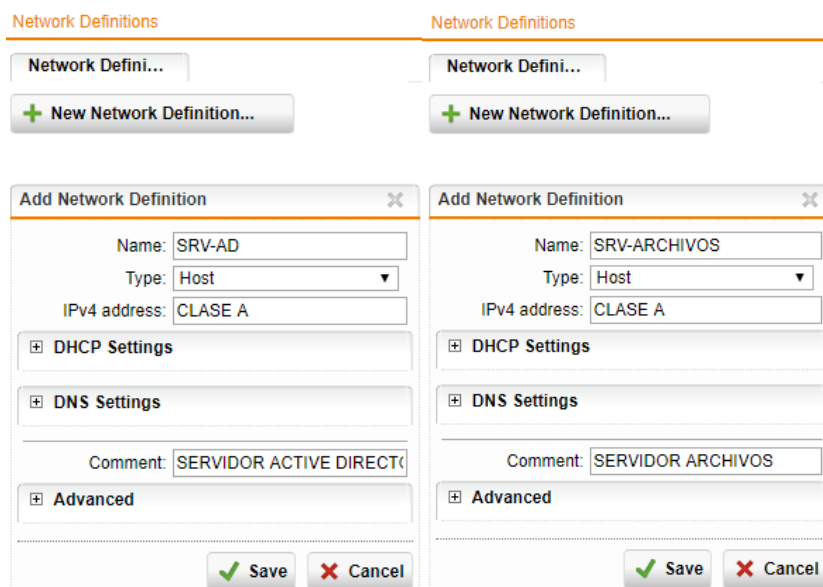 Network Definitions
Network Defini...
New Network Definition...
Add Network Definition
Name: SRV-AD
Type: Host
IPv4 address: CLASE A
DHCP Settings
DNS Settings
Comment: SERVIDOR ACTIVE DIRECT(
Advanced
Save Cancel
Network Definitions
Network Defini...
New Network Definition...
Add Network Definition
Name: SRV-ARCHIVOS
Type: Host
IPv4 address: CLASE A
DHCP Settings
DNS Settings
Comment: SERVIDOR ARCHIVOS
Advanced
Save Cancel